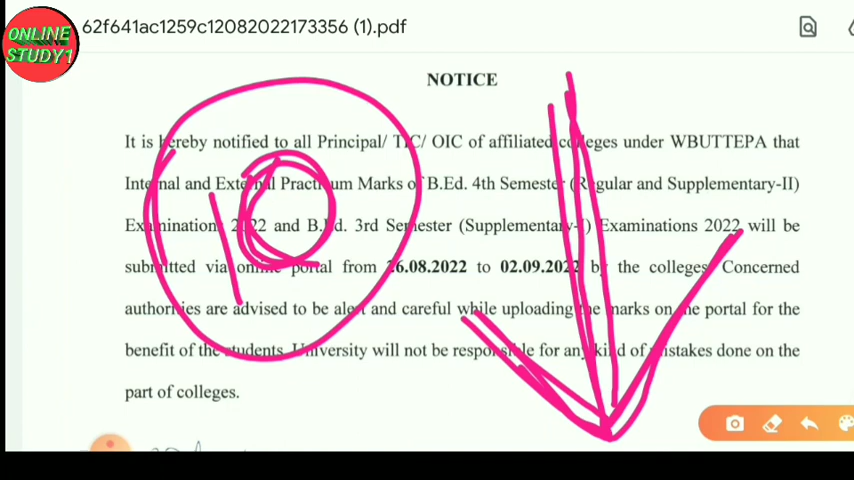 62f641ac1259c12082022173356 (1).pdf
ONLINE
STUDY1
NOTICE
It is hereby notified to all Principal/ TIC/ OIC of affiliated colleges under WBUTTEPA that
Internal and External Practicum Marks of B.Ed. 4th Semester (Regular and Supplementary-II)
Examinations 2022 and B.Ed. 3rd Semester (Supplementary-I) Examinations 2022 will be
submitted via online portal from 26.08.2022 to 02.09.2022 by the colleges. Concerned
authorities are advised to be alert and careful while uploading the marks on the portal for the
benefit of the students. University will not be responsible for any kind of mistakes done on the
part of colleges.
10